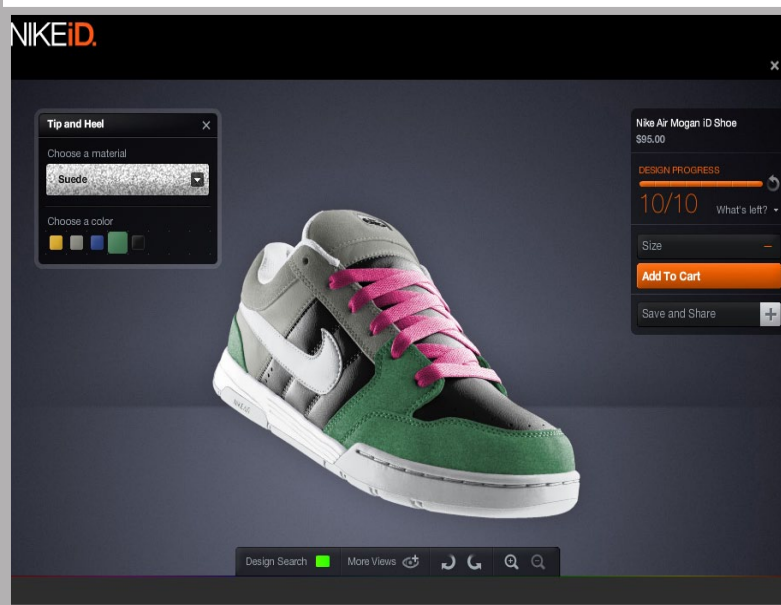 NIKEiD.
Tip and Heel
Choose a material
Suede
Choose a color
Nike Air Mogan iD Shoe
$95.00
DESIGN PROGRESS
10/10 What's left?
Size
Add To Cart
Save and Share
Design Search
More Views